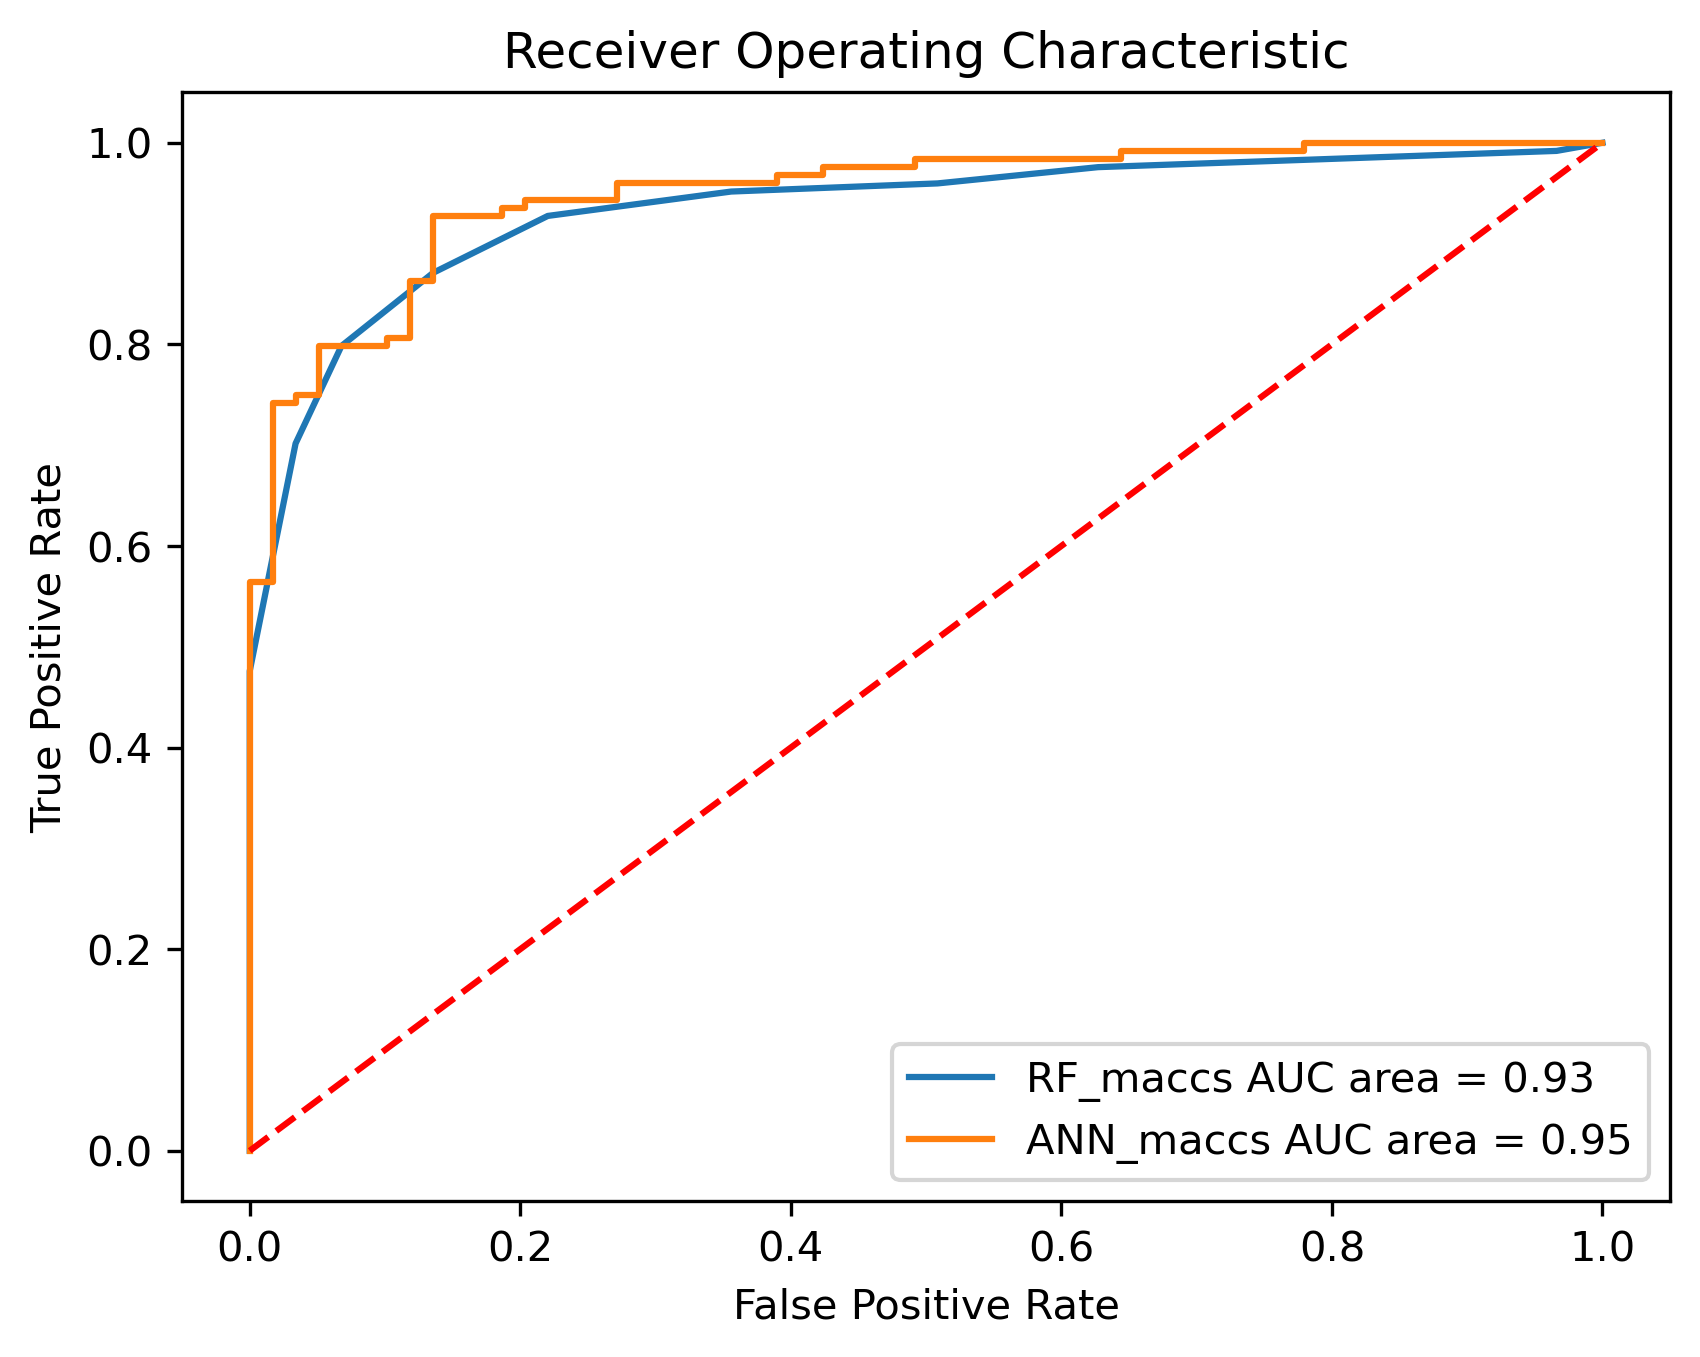 Receiver Operating Characteristic
1.0
0.8
0.6
0.4
0.2
0.0
True Positive Rate
RF_maccs AUC area = 0.93
ANN_maccs AUC area = 0.95
0.0 0.2 0.4 0.6 0.8 1.0
False Positive Rate